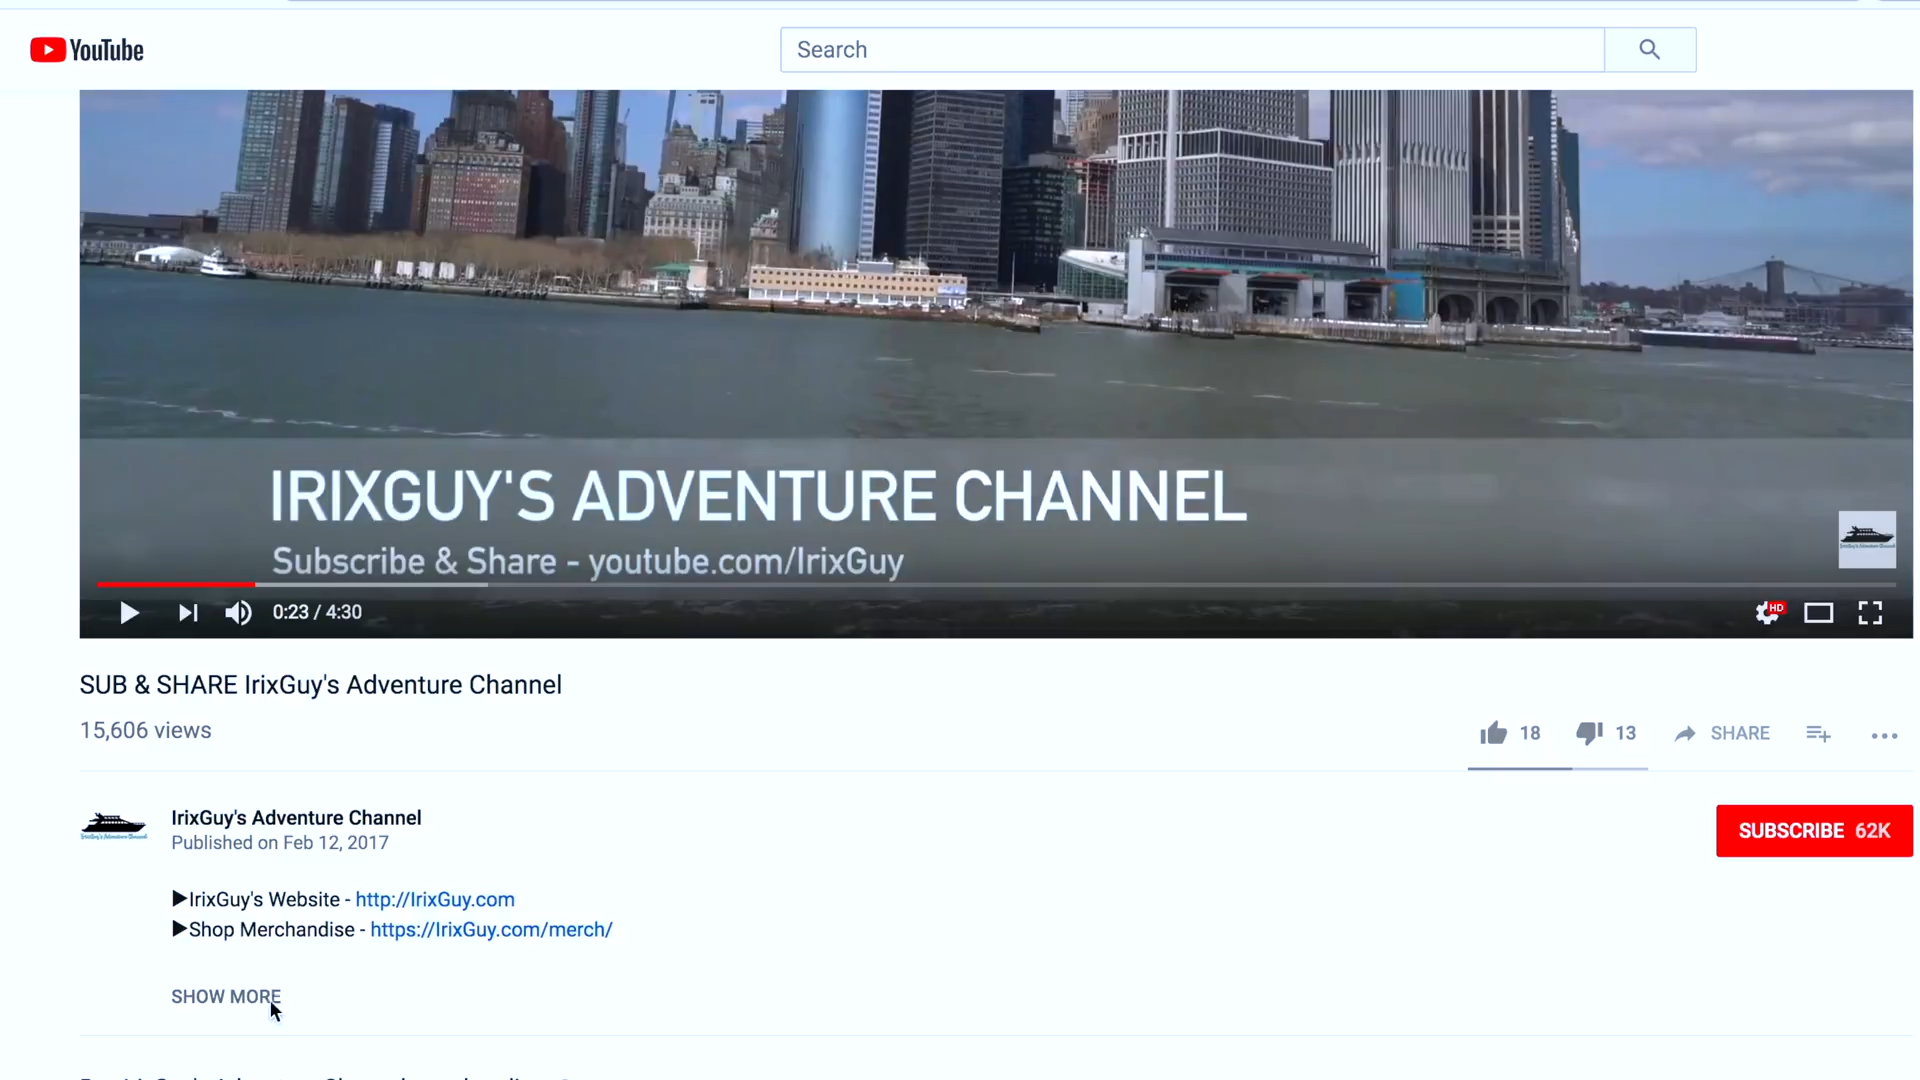 YouTube
Search
IRIXGUY'S ADVENTURE CHANNEL
Subscribe & Share - youtube.com/IrixGuy
0:23 / 4:30
HD
SUB & SHARE IrixGuy's Adventure Channel
15,606 views
18
13
SHARE
IrixGuy's Adventure Channel
Published on Feb 12, 2017
SUBSCRIBE 62K
▶IrixGuy's Website - http://IrixGuy.com
▶Shop Merchandise - https://IrixGuy.com/merch/
SHOW MORE